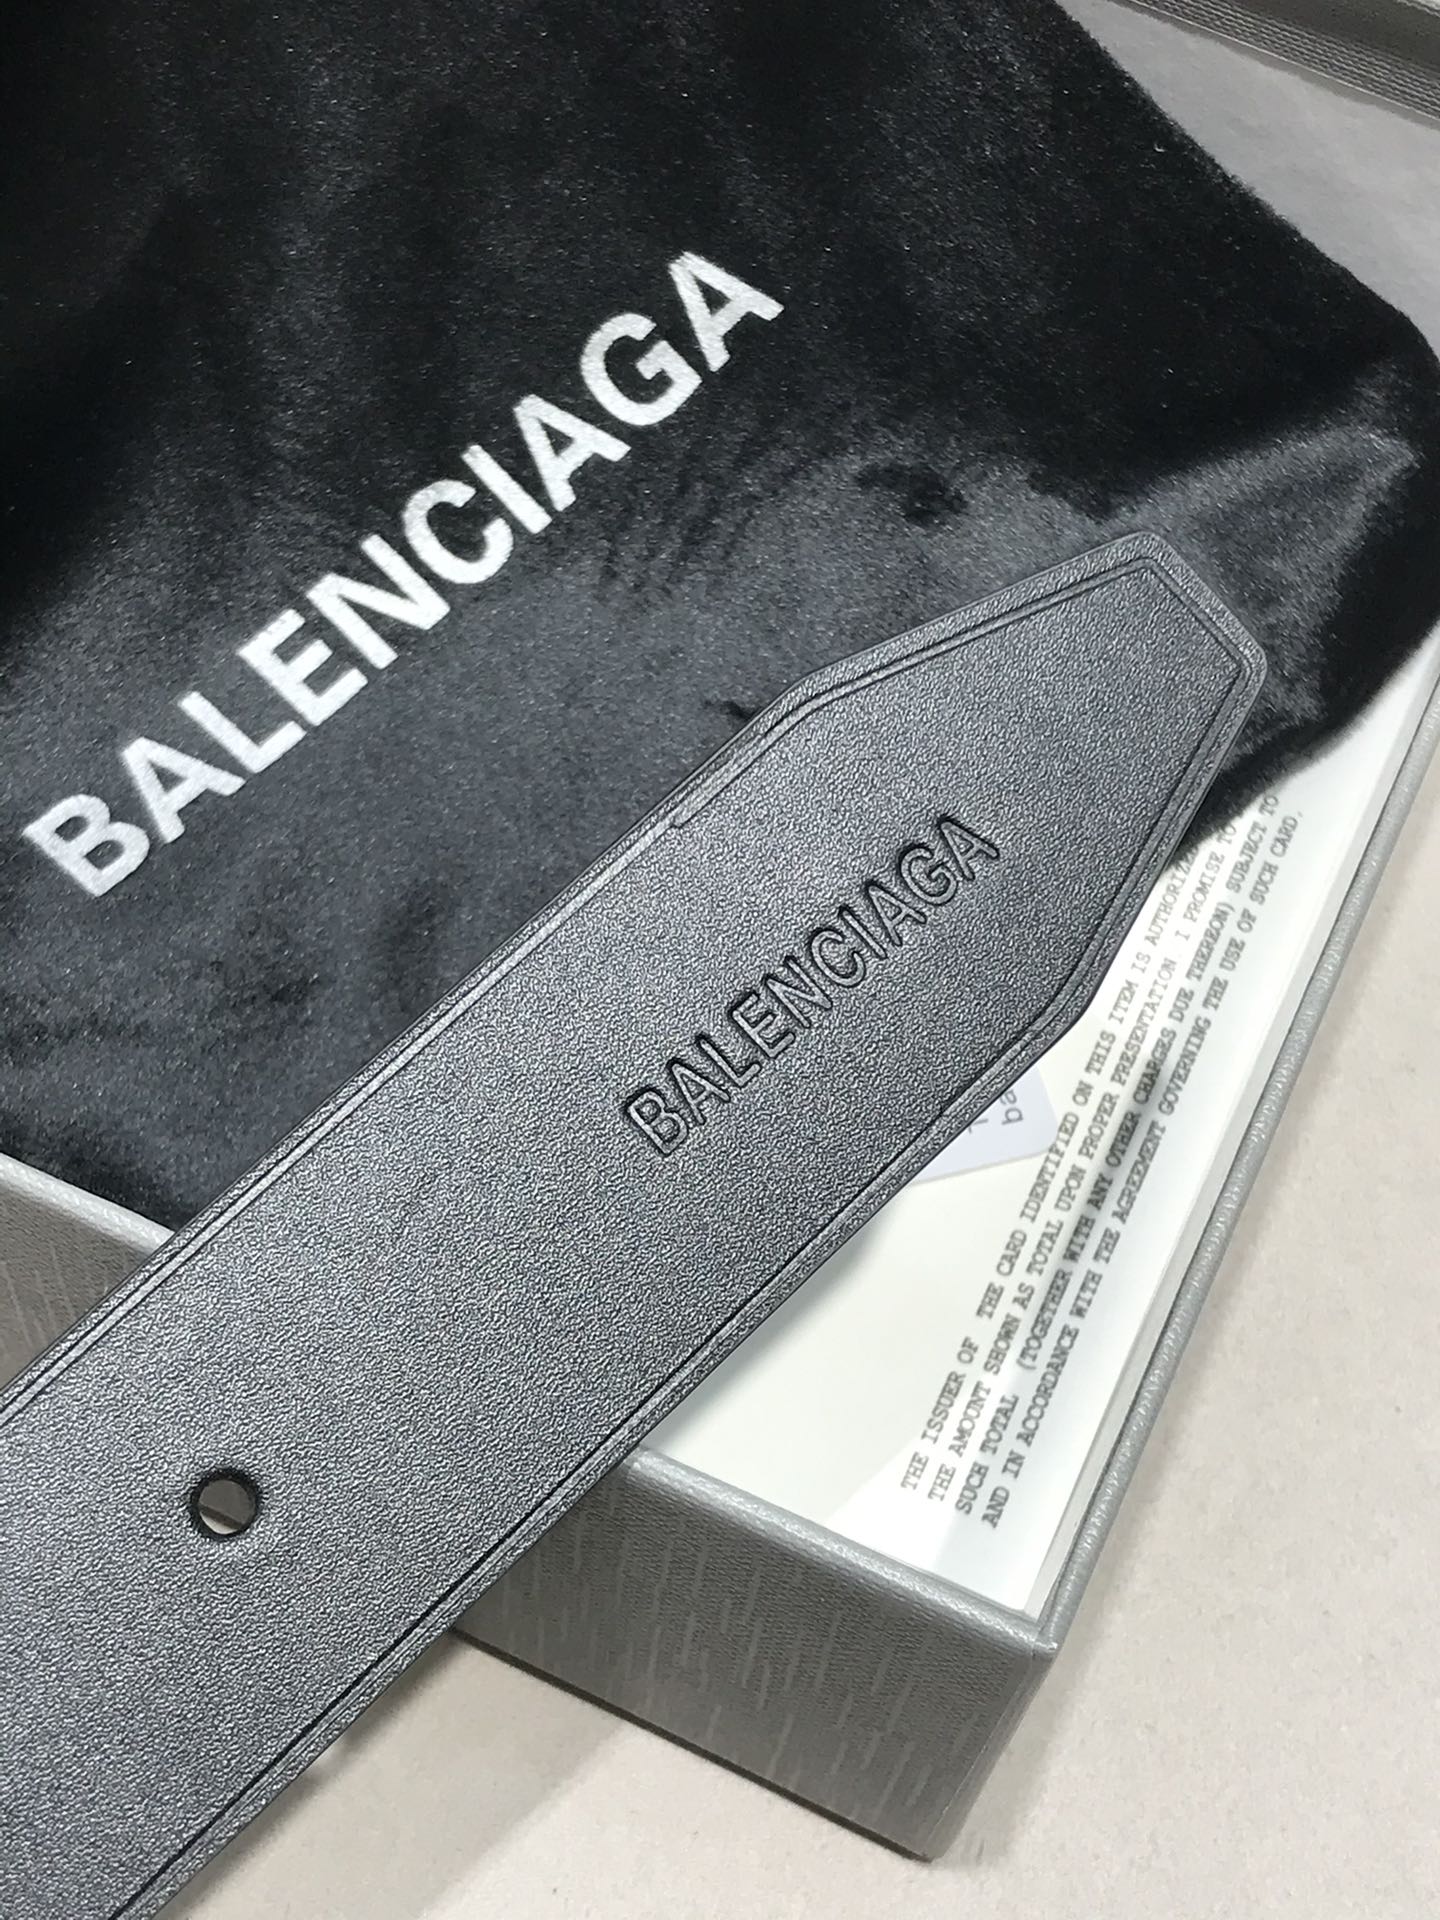 BALENCIAGA
BALENCIAGA
THE ISSUER OF THE CARD IDENTIFIED ON THIS ITEM IS AUTHORIZE
THE AMOUNT SHOWN AS TOTAL UPON PROPER PRESENTATION. I PROMISE TO
SUCH TOTAL (TOGETHER WITH ANY OTHER CHARGES DUE THEREON) SUBJECT TO
AND IN ACCORDANCE WITH THE AGREEMENT GOVERNING THE USE OF SUCH CARD.